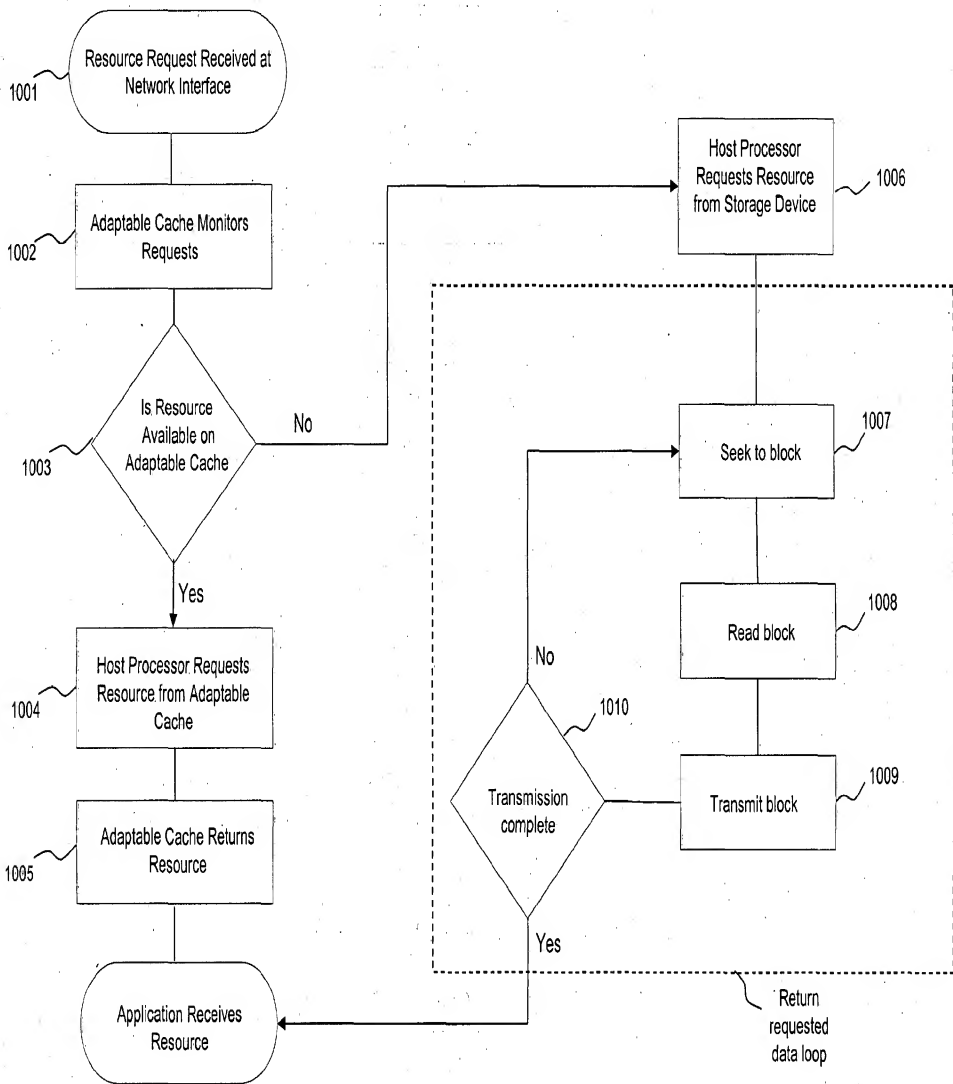 Resource Request Received at
Network Interface
1001
Adaptable Cache Monitors
Requests
1002
Is Resource
Available on
Adaptable Cache
1003
No
Yes
Host Processor Requests
Resource from Adaptable
Cache
1004
Adaptable Cache Returns
Resource
1005
Application Receives
Resource
Host Processor
Requests Resource
from Storage Device
1006
Seek to block
1007
Read block
1008
Transmit block
1009
Transmission
complete
1010
No
Yes
Return
requested
data loop